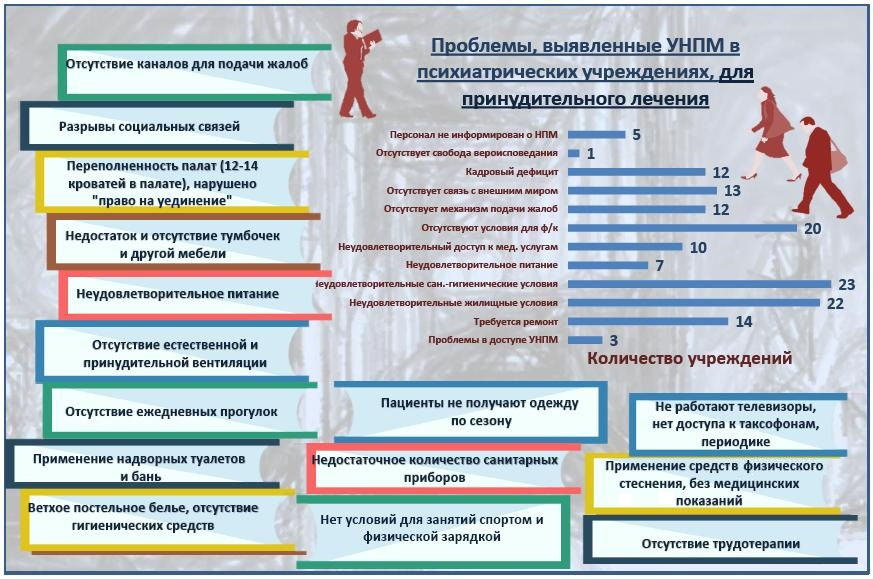 Проблемы, выявленные УНПМ в
психиатрических учреждениях, для
принудительного лечения
Отсутствие каналов для подачи жалоб
Разрывы социальных связей
Переполненность палат (12-14
кроватей в палате), нарушено
"право на уединение"
Недостаток и отсутствие тумбочек
и другой мебели
Неудовлетворительное питание
Отсутствие естественной и
принудительной вентиляции
Отсутствие ежедневных прогулок
Применение надворных туалетов
и бань
Ветхое постельное белье, отсутствие
гигиенических средств
Персонал не информирован о НПМ 5
Отсутствует свобода вероисповедания 1
Кадровый дефицит 12
Отсутствует связь с внешним миром 13
Отсутствует механизм подачи жалоб 12
Отсутствуют условия для ф/к 20
Неудовлетворительный доступ к мед. услугам 10
Неудовлетворительное питание 7
еудовлетворительные сан.-гигиенические условия 23
Неудовлетворительные жилищные условия 22
Требуется ремонт 14
Проблемы в доступе УНПМ 3
Количество учреждений
Пациенты не получают одежду
по сезону
Недостаточное количество санитарных
приборов
Нет условий для занятий спортом и
физической зарядкой
Не работают телевизоры,
нет доступа к таксофонам,
периодике
Применение средств физического
стеснения, без медицинских
показаний
Отсутствие трудотерапии